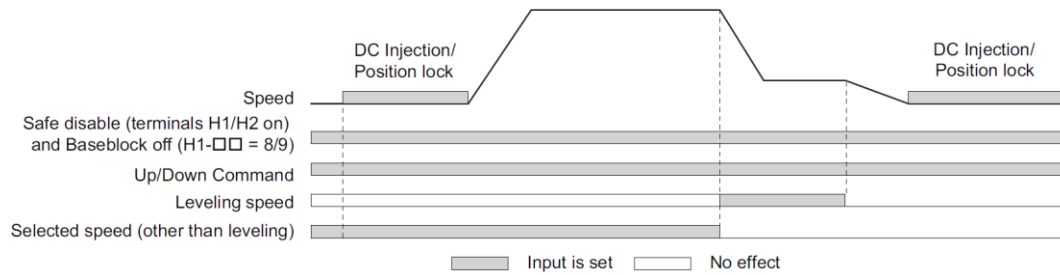 DC Injection/
Position lock
DC Injection/
Position lock
Speed
Safe disable (terminals H1/H2 on)
and Baseblock off (H1-□□ = 8/9)
Up/Down Command
Leveling speed
Selected speed (other than leveling)
Input is set
No effect